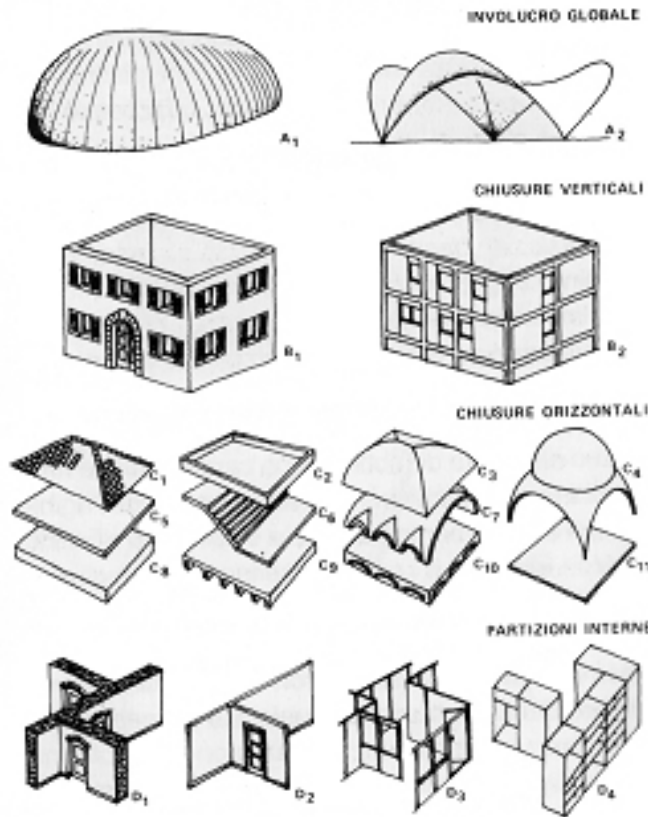 INVOLUCRO GLOBALE
A1
A2
CHIUSURE VERTICALI
B1
B2
CHIUSURE ORIZZONTALI
C1
C2
C3
C4
C5
C6
C7
C8
C9
C10
C11
PARTIZIONI INTERNE
D1
D2
D3
D4